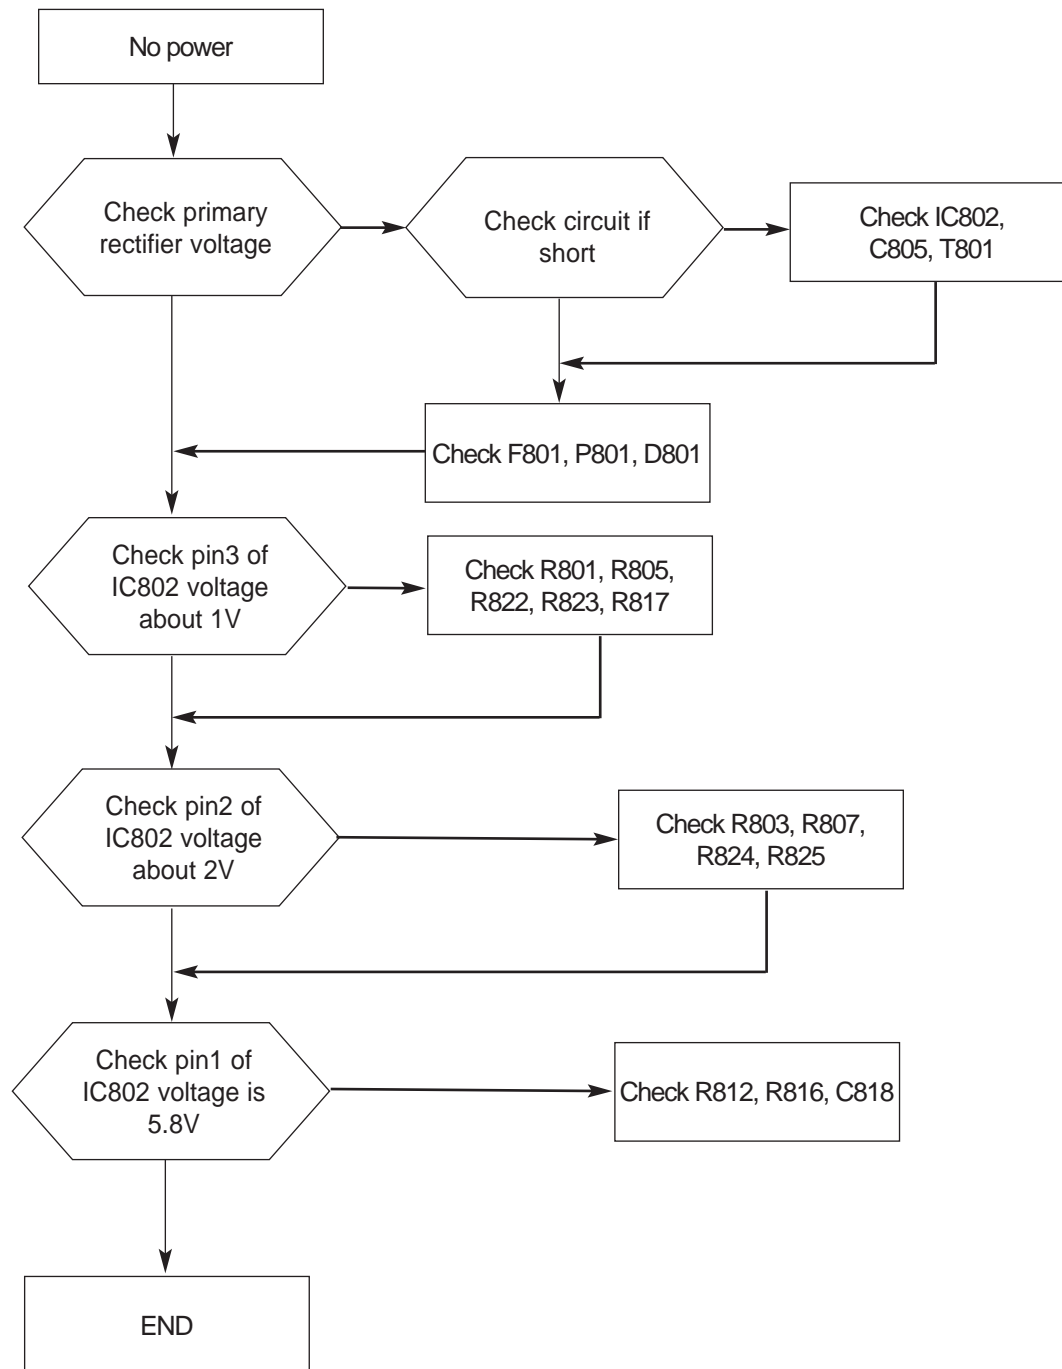 No power
Check primary
rectifier voltage
Check circuit if
short
Check IC802,
C805, T801
Check F801, P801, D801
Check pin3 of
IC802 voltage
about 1V
Check R801, R805,
R822, R823, R817
Check pin2 of
IC802 voltage
about 2V
Check R803, R807,
R824, R825
Check pin1 of
IC802 voltage is
5.8V
Check R812, R816, C818
END